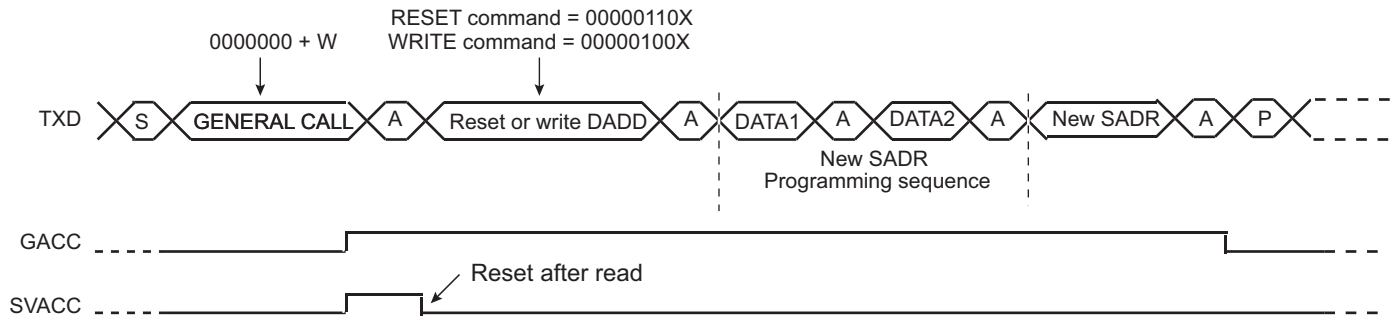 RESET command = 00000110X
0000000 + W
WRITE command = 00000100X
TXD
S
GENERAL CALL
A
Reset or write DADD
A
DATA1
A
DATA2
A
New SADR
A
P
New SADR
Programming sequence
GACC
Reset after read
SVACC